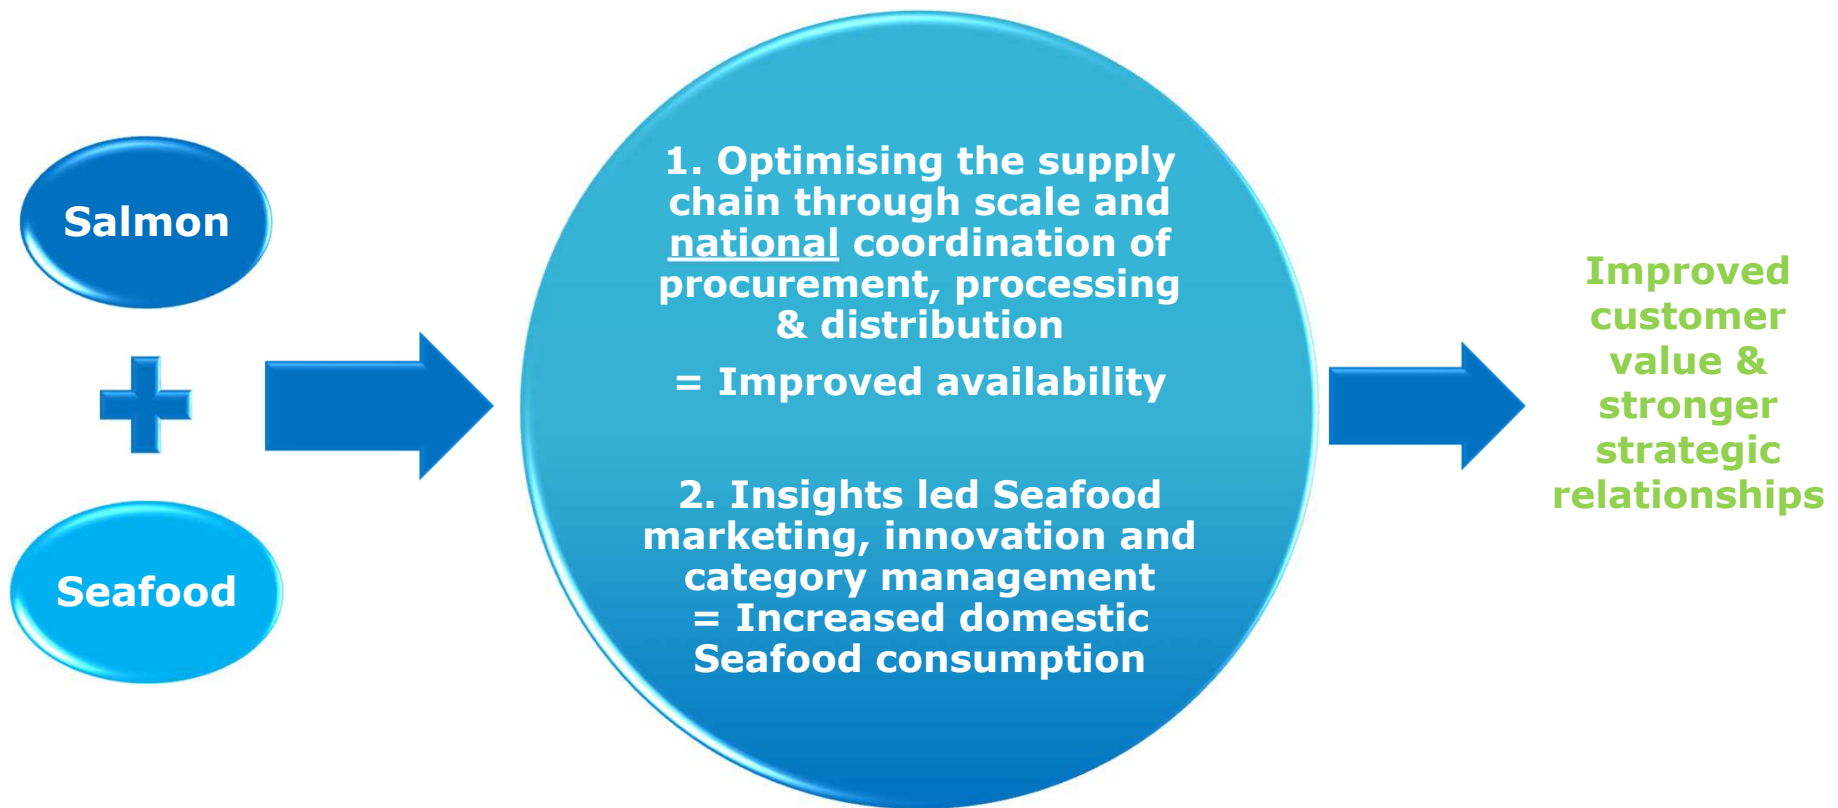 Salmon
Seafood
1. Optimising the supply
chain through scale and
national coordination of
procurement, processing
& distribution
= Improved availability
2. Insights led Seafood
marketing, innovation and
category management
= Increased domestic
Seafood consumption
Improved
customer
value &
stronger
strategic
relationships